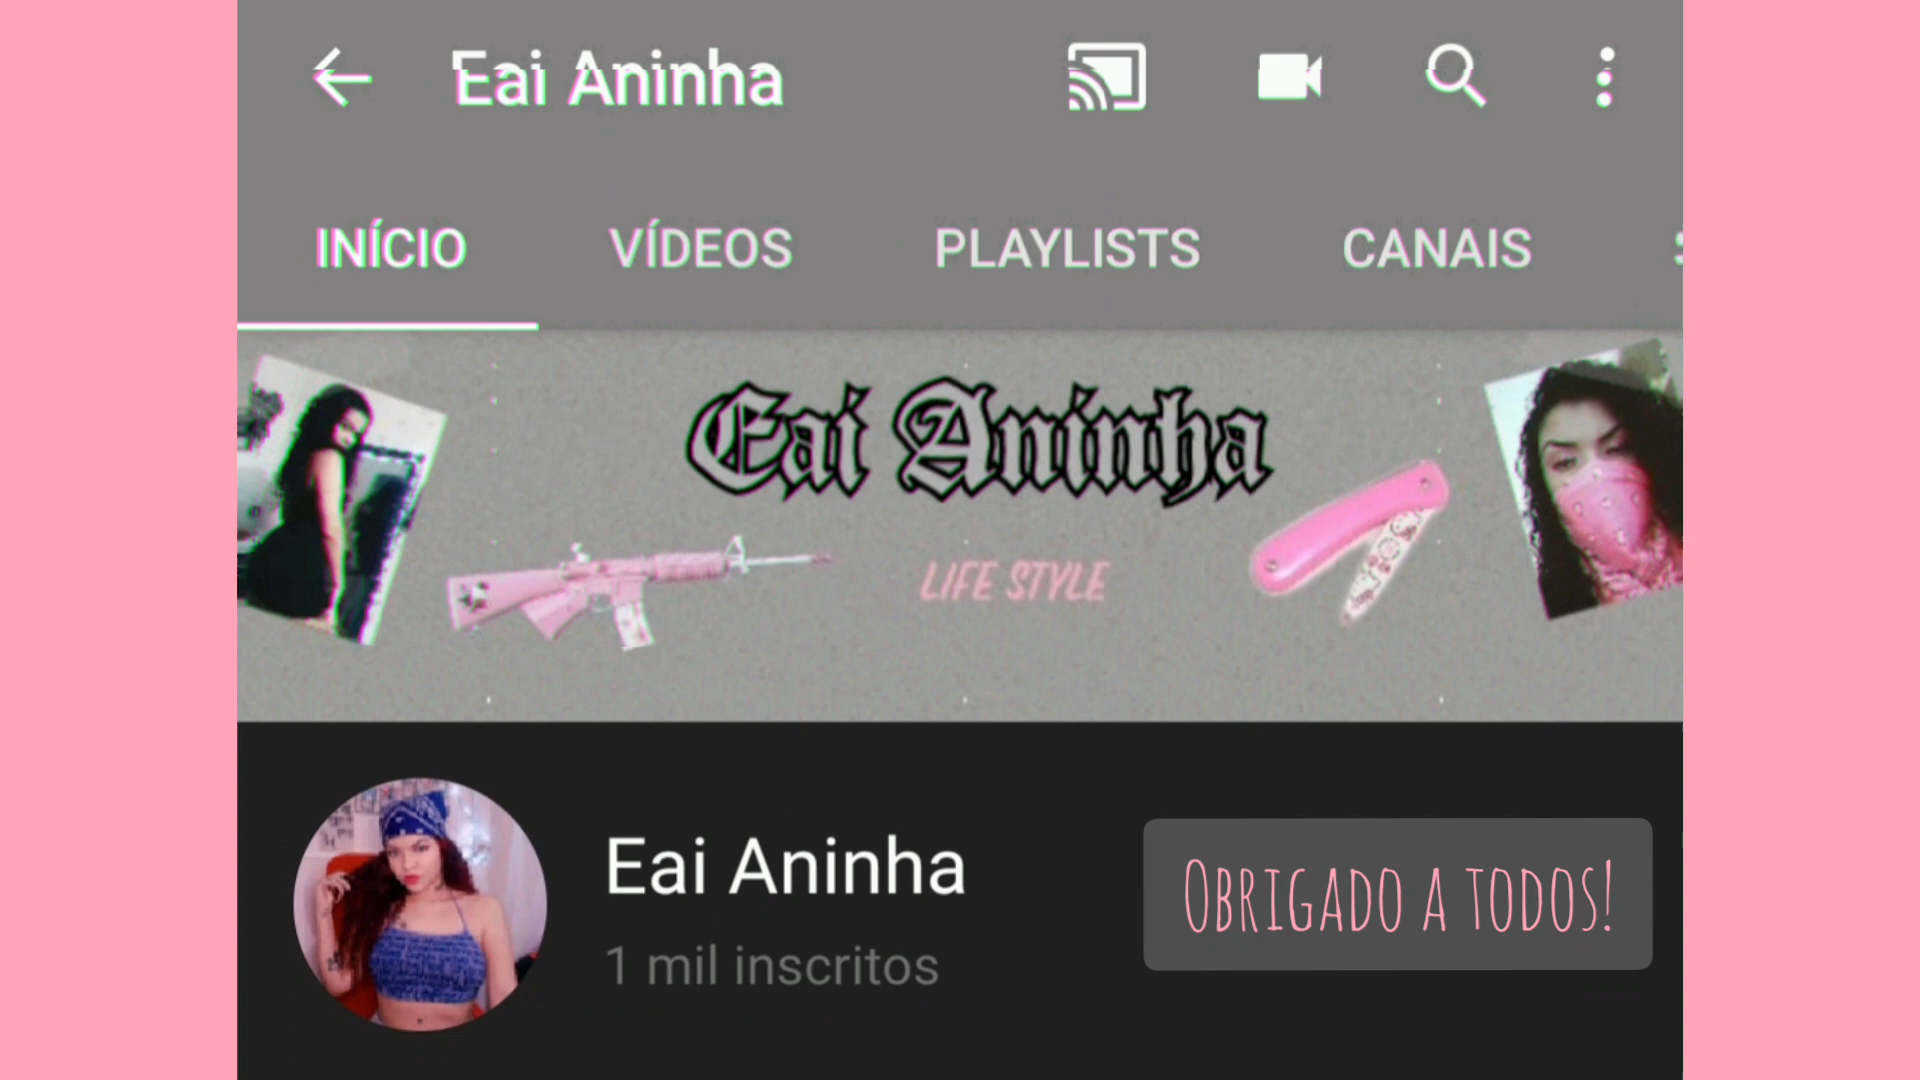 Eai Aninha
INÍCIO VÍDEOS PLAYLISTS CANAIS
Eai Aninha
LIFE STYLE
Eai Aninha
1 mil inscritos
OBRIGADO A TODOS!